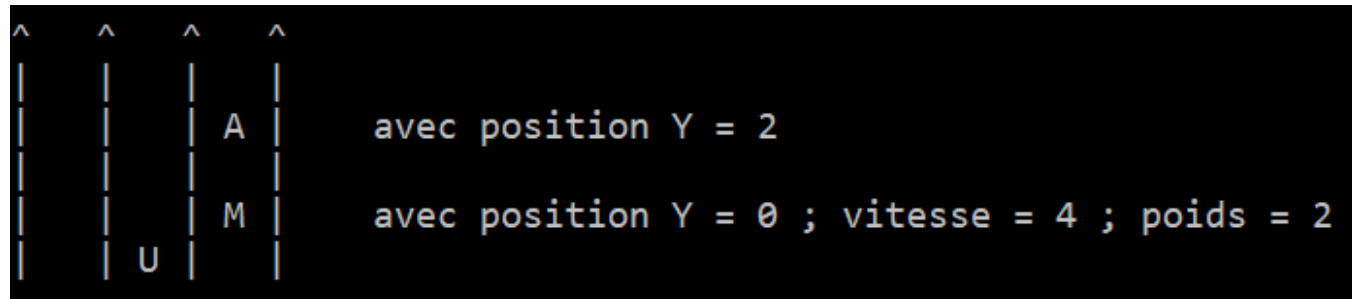 ^   ^   ^   ^
|   |   |   |
|   |   | A |    avec position Y = 2
|   |   |   |
|   |   | M |    avec position Y = 0 ; vitesse = 4 ; poids = 2
|   | U |   |